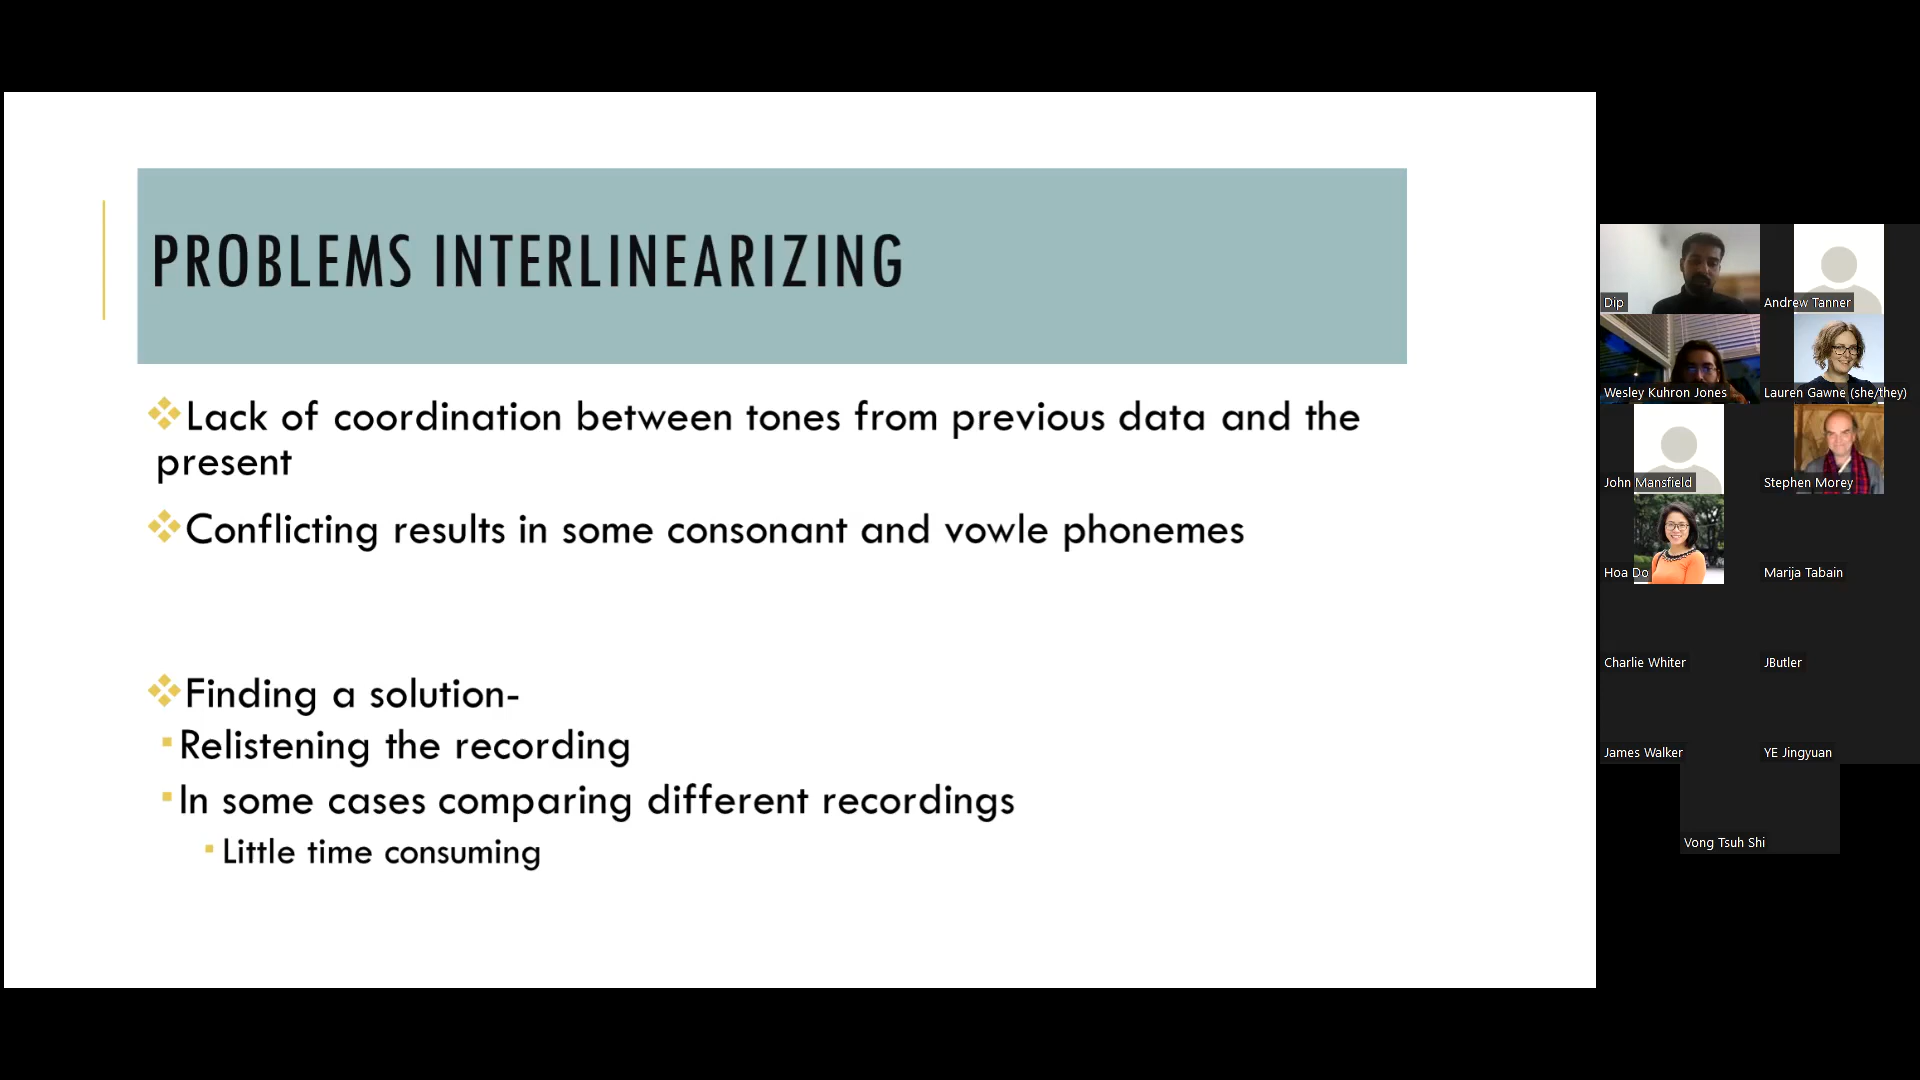 PROBLEMS INTERLINEARIZING
Lack of coordination between tones from previous data and the
present
Conflicting results in some consonant and vowle phonemes
Finding a solution-
Relistening the recording
In some cases comparing different recordings
Little time consuming
Dip
Andrew Tanner
Wesley Kuhron Jones
Lauren Gawne (she/they)
John Mansfield
Stephen Morey
Hoa Do
Marija Tabain
Charlie Whiter
JButler
James Walker
YE Jingyuan
Vong Tsuh Shi